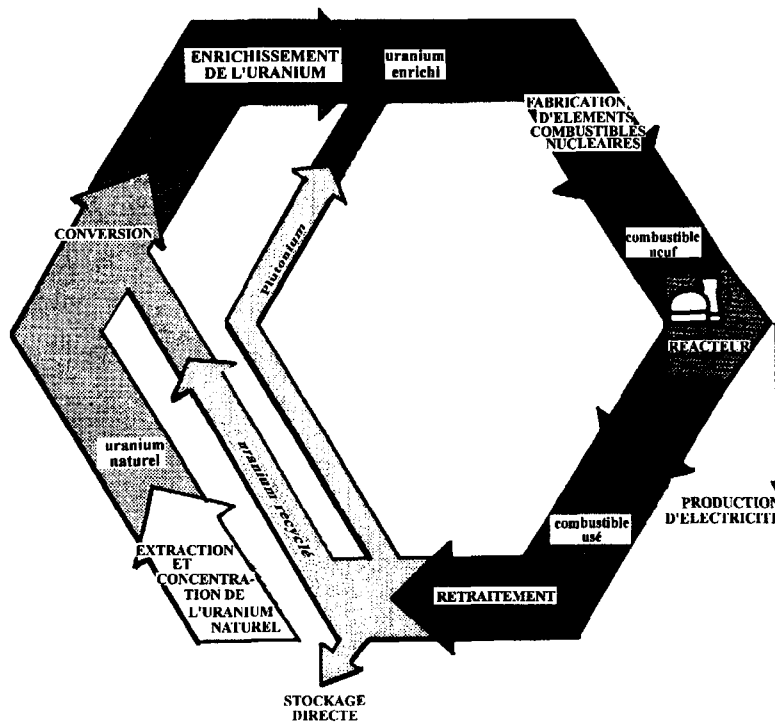 ENRICHISSEMENT
DE L'URANIUM
uranium
enrichi
FABRICATION
D'ELEMENTS
COMBUSTIBLES
NUCLEAIRES
CONVERSION
Plutonium
combustible
neuf
REACTEUR
uranium
naturel
uranium recyclé
PRODUCTION
D'ELECTRICITE
combustible
usé
EXTRACTION
ET
CONCENTRA-
TION DE
L'URANIUM
NATUREL
RETRAITEMENT
STOCKAGE
DIRECTE